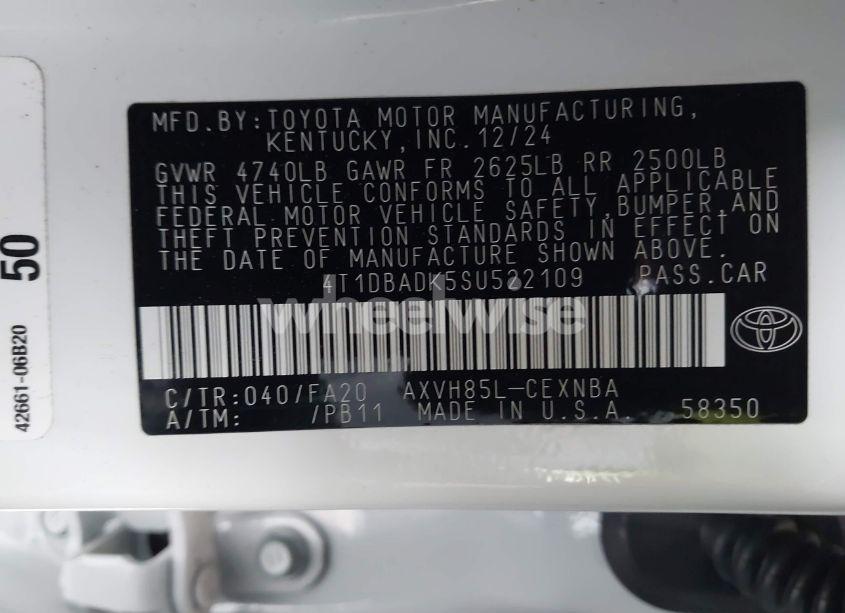 MFD.BY:TOYOTA MOTOR MANUFACTURING,
KENTUCKY,INC.12/24
GVWR 4740LB GAWR FR 2625LB RR 2500LB
THIS VEHICLE CONFORMS TO ALL APPLICABLE
FEDERAL MOTOR VEHICLE SAFETY,BUMPER,AND
THEFT PREVENTION STANDARDS IN EFFECT ON
THE DATE OF MANUFACTURE SHOWN ABOVE.
4T1DBADK5SU522109 PASS.CAR
wheelwise
C/TR:040/FA20 AXVH85L-CEXNBA
A/TM: /PB11 MADE IN U.S.A. 58350
50
42661-06B20